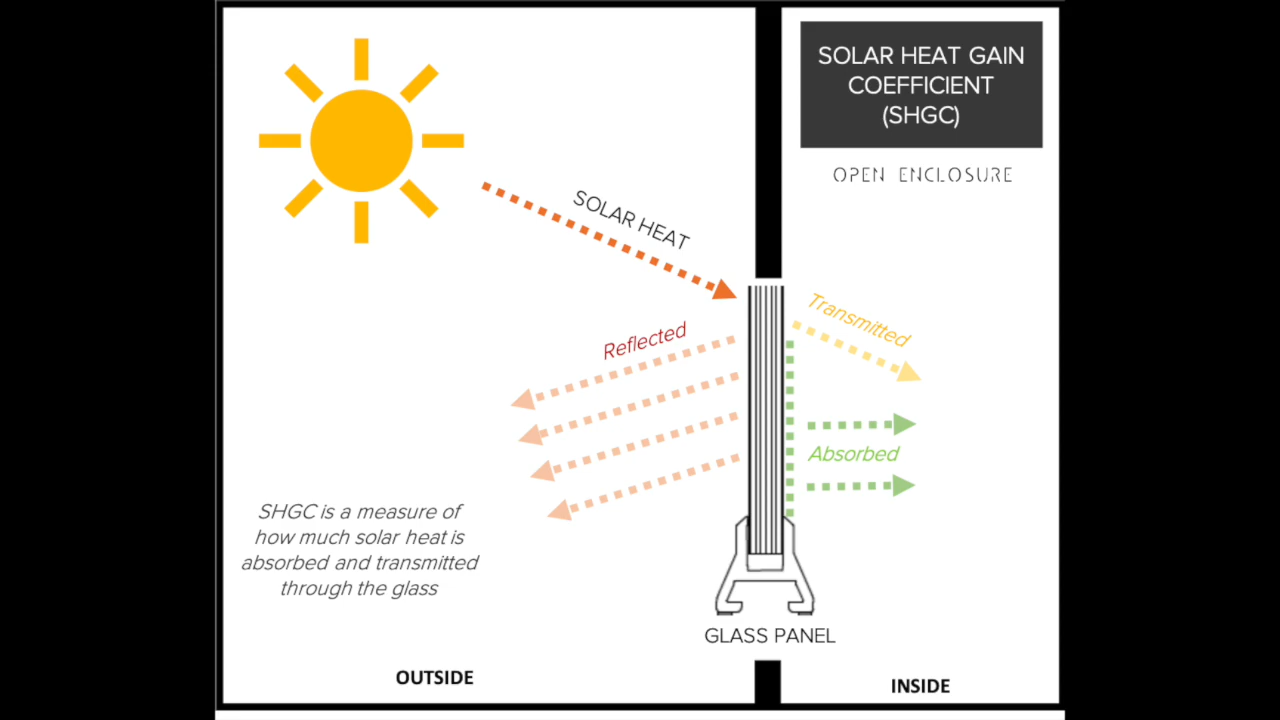 SOLAR HEAT GAIN
COEFFICIENT
(SHGC)
OPEN ENCLOSURE
SOLAR HEAT
Transmitted
Reflected
Absorbed
SHGC is a measure of
how much solar heat is
absorbed and transmitted
through the glass
GLASS PANEL
OUTSIDE
INSIDE